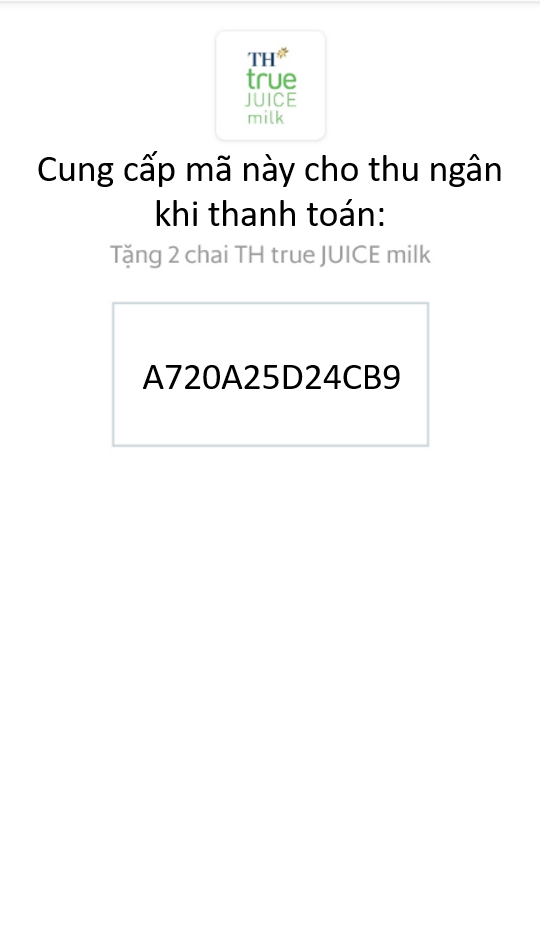 TH
true
JUICE
milk
Cung cấp mã này cho thu ngân
khi thanh toán:
Tặng 2 chai TH true JUICE milk
A720A25D24CB9